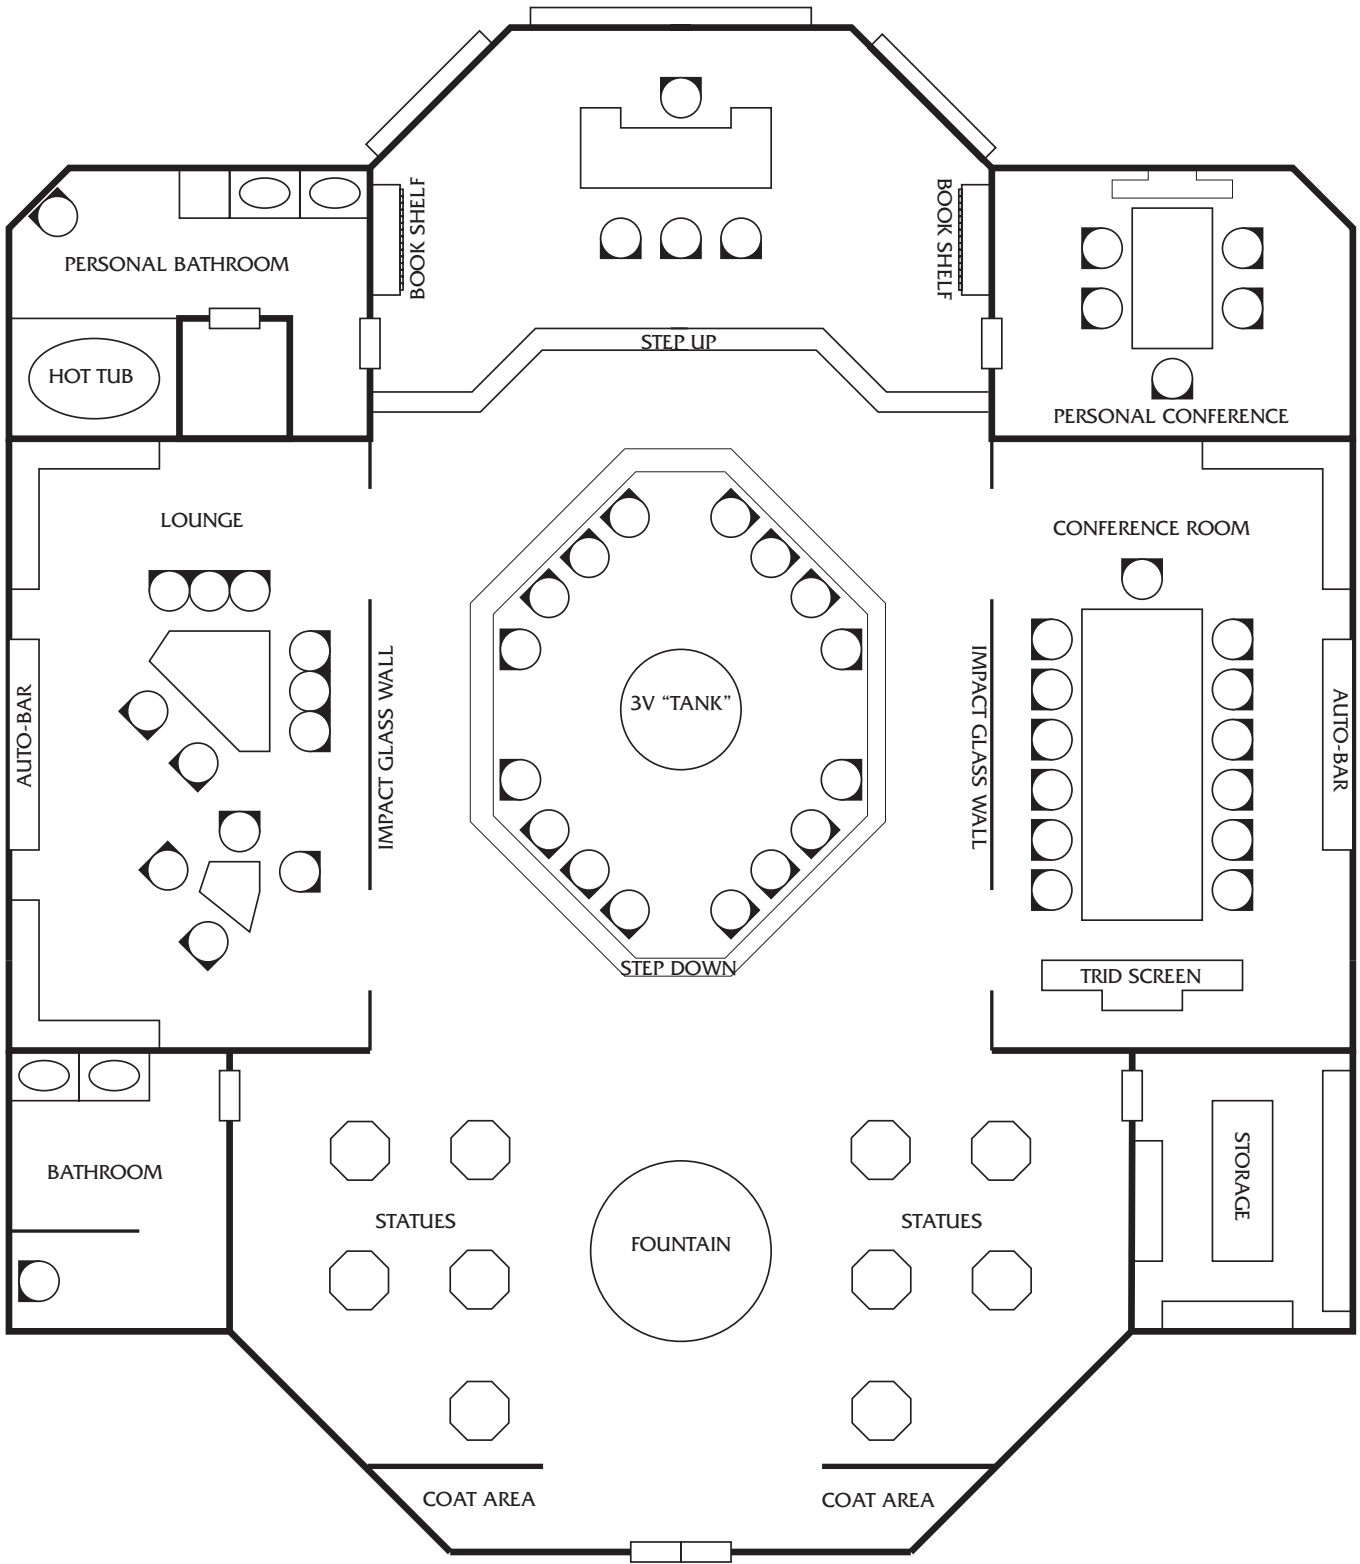 BOOK SHELF
BOOK SHELF
PERSONAL BATHROOM
STEP UP
HOT TUB
PERSONAL CONFERENCE
LOUNGE
CONFERENCE ROOM
AUTO-BAR
IMPACT GLASS WALL
3V “TANK”
IMPACT GLASS WALL
AUTO-BAR
STEP DOWN
TRID SCREEN
BATHROOM
STORAGE
STATUES
STATUES
FOUNTAIN
COAT AREA
COAT AREA